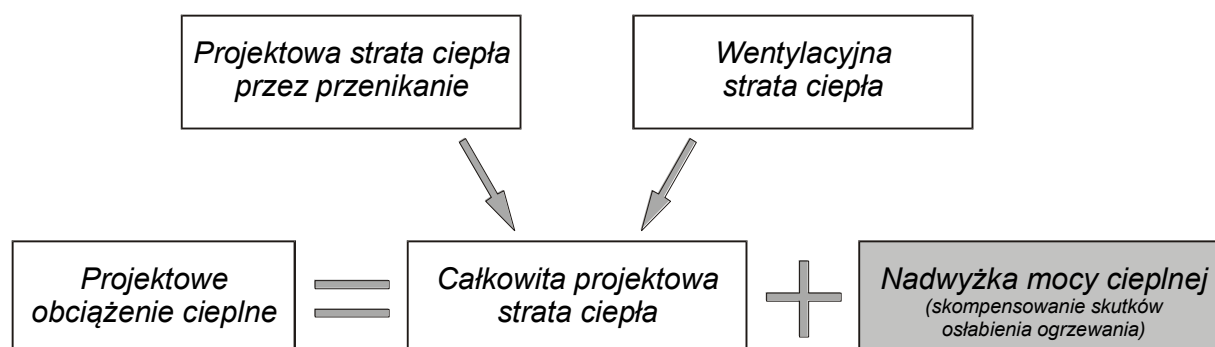 Projektowa strata ciepła
przez przenikanie
Wentylacyjna
strata ciepła
Projektowe
obciążenie cieplne
Całkowita projektowa
strata ciepła
Nadwyżka mocy cieplnej
(skompensowanie skutków
osłabienia ogrzewania)